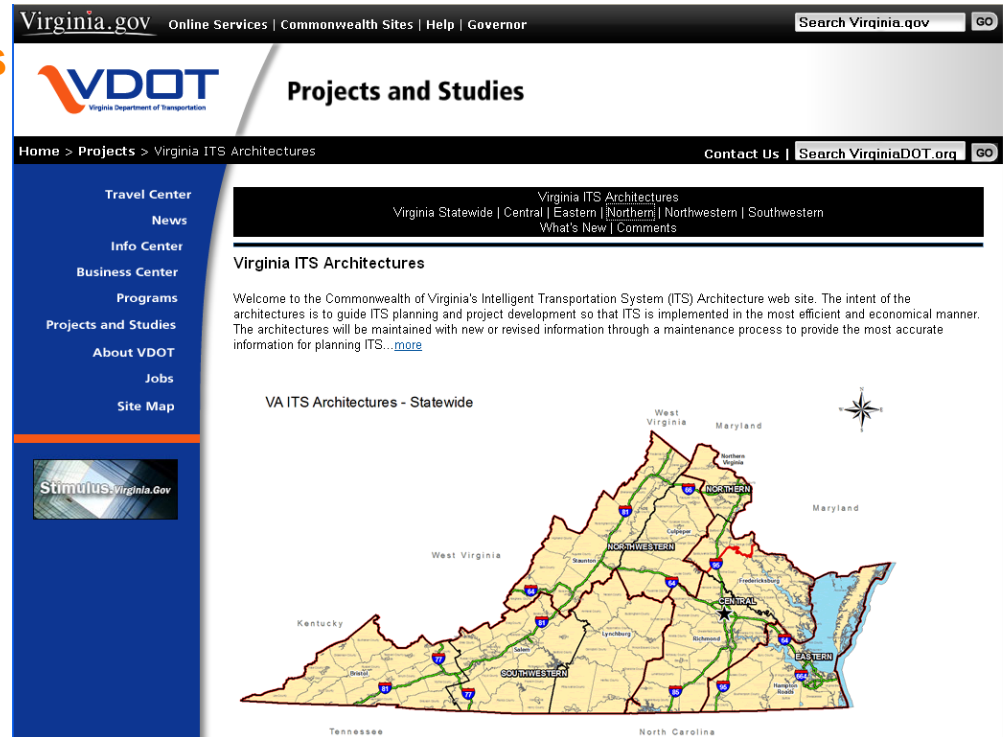 Virginia.gov Online Services | Commonwealth Sites | Help | Governor Search Virginia.gov GO
s
VDOT
Virginia Department of Transportation
Projects and Studies
Home > Projects > Virginia ITS Architectures Contact Us | Search VirginiaDOT.org GO
Travel Center
News
Info Center
Business Center
Programs
Projects and Studies
About VDOT
Jobs
Site Map
Stimulus.Virginia.Gov
Virginia ITS Architectures
Virginia Statewide | Central | Eastern | Northern | Northwestern | Southwestern
What's New | Comments
Virginia ITS Architectures
Welcome to the Commonwealth of Virginia's Intelligent Transportation System (ITS) Architecture web site. The intent of the
architectures is to guide ITS planning and project development so that ITS is implemented in the most efficient and economical manner.
The architectures will be maintained with new or revised information through a maintenance process to provide the most accurate
information for planning ITS...more
VA ITS Architectures - Statewide
N
West
Virginia
Maryland
Northern
Virginia
66
NORTHERN
81
Maryland
Culpeper
NORTHWESTERN
West Virginia
Staunton
95
Fredericksburg
64
64
CENTRAL
Kentucky
81
Lynchburg
Richmond
64
77
Salem
EASTERN
Bristol
SOUTHWESTERN
664
81
77
85
95
Hampton
Roads
Tennessee
North Carolina